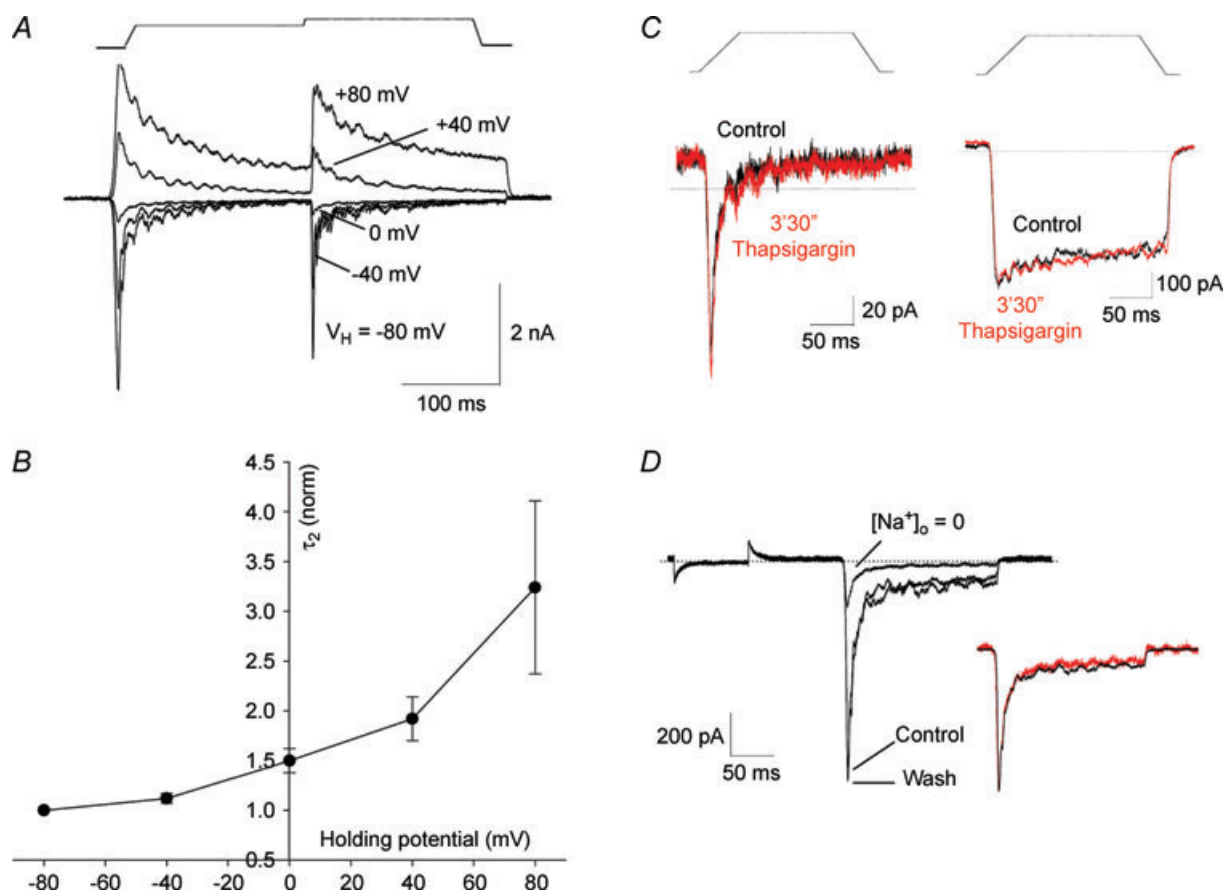 A
+80 mV
+40 mV
0 mV
-40 mV
V_H = -80 mV
2 nA
100 ms
C
Control
3'30"
Thapsigargin
20 pA
50 ms
Control
3'30"
Thapsigargin
100 pA
50 ms
B
4.5
4.0
3.5
3.0
2.5
2.0
1.5
1.0
0.5
τ₂ (norm)
Holding potential (mV)
-80 -60 -40 -20 0 20 40 60 80
D
[Na⁺]ₒ = 0
200 pA
50 ms
Control
Wash